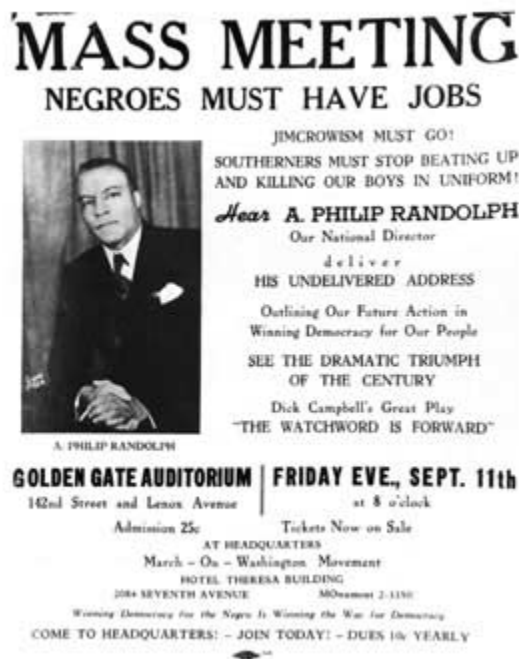 MASS MEETING
NEGROES MUST HAVE JOBS
JIMCROWISM MUST GO!
SOUTHERNERS MUST STOP BEATING UP
AND KILLING OUR BOYS IN UNIFORM!
Hear A. PHILIP RANDOLPH
Our National Director
deliver
HIS UNDELIVERED ADDRESS
Outlining Our Future Action in
Winning Democracy for Our People
SEE THE DRAMATIC TRIUMPH
OF THE CENTURY
Dick Campbell's Great Play
"THE WATCHWORD IS FORWARD"
A. PHILIP RANDOLPH
GOLDEN GATE AUDITORIUM
142nd Street and Lenox Avenue
FRIDAY EVE., SEPT. 11th
at 8 o'clock
Admission 25c Tickets Now on Sale
AT HEADQUARTERS
March - On - Washington Movement
HOTEL THERESA BUILDING
2084 SEVENTH AVENUE MOnument 2-3350
Winning Democracy for the Negro Is Winning the War for Democracy
COME TO HEADQUARTERS! - JOIN TODAY! - DUES 10c YEARLY